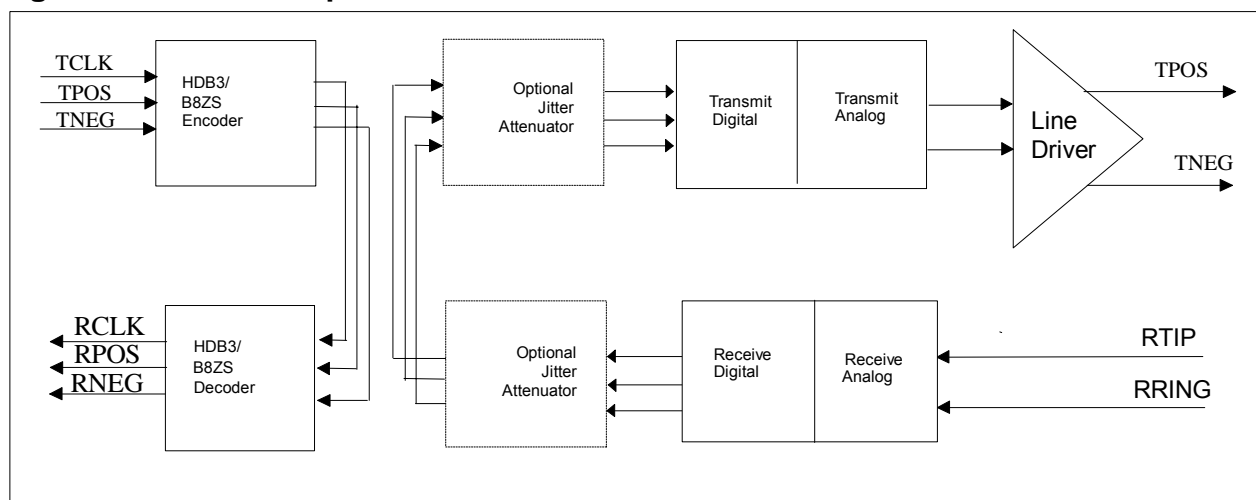 TCLK
TPOS
TNEG
HDB3/
B8ZS
Encoder
Optional
Jitter
Attenuator
Transmit
Digital
Transmit
Analog
Line
Driver
TPOS
TNEG
RCLK
RPOS
RNEG
HDB3/
B8ZS
Decoder
Optional
Jitter
Attenuator
Receive
Digital
Receive
Analog
RTIP
RRING